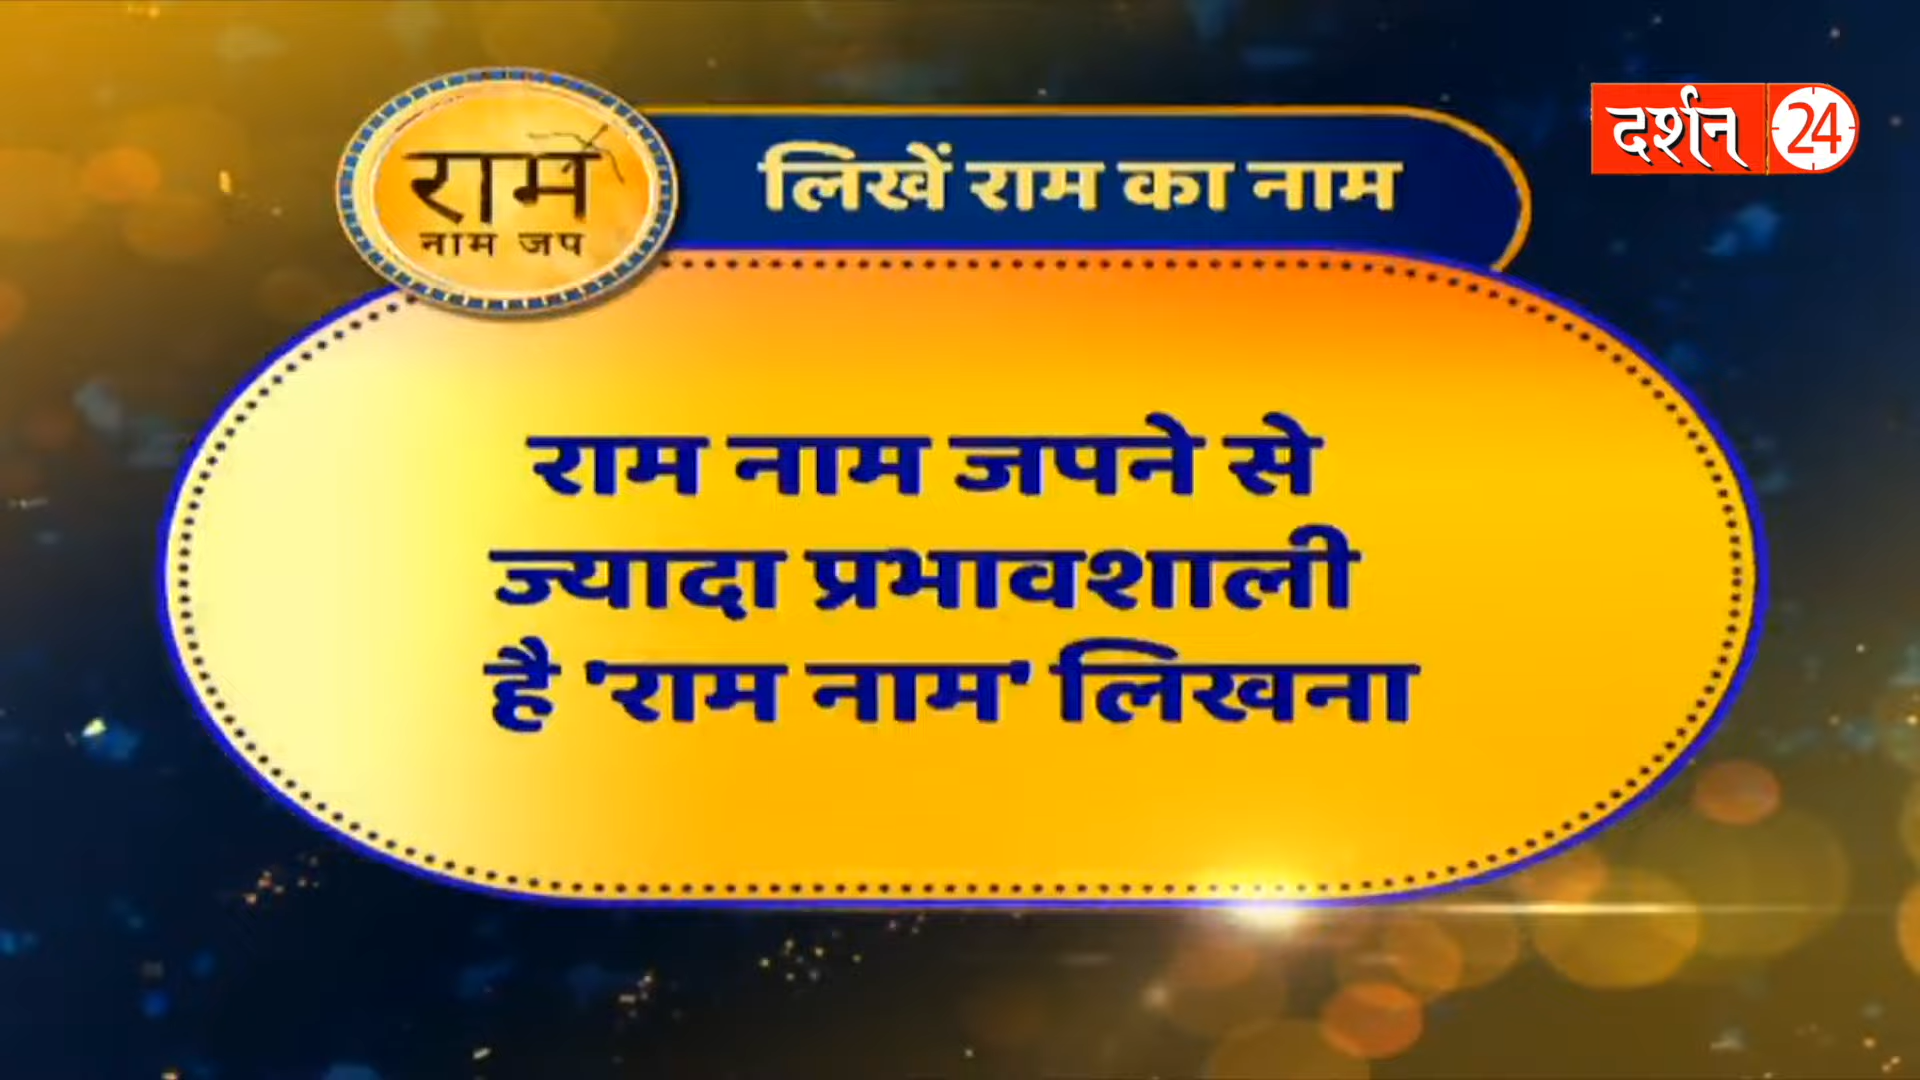 राम
नाम जप
लिखें राम का नाम
दर्शन 24
राम नाम जपने से
ज्यादा प्रभावशाली
है 'राम नाम' लिखना